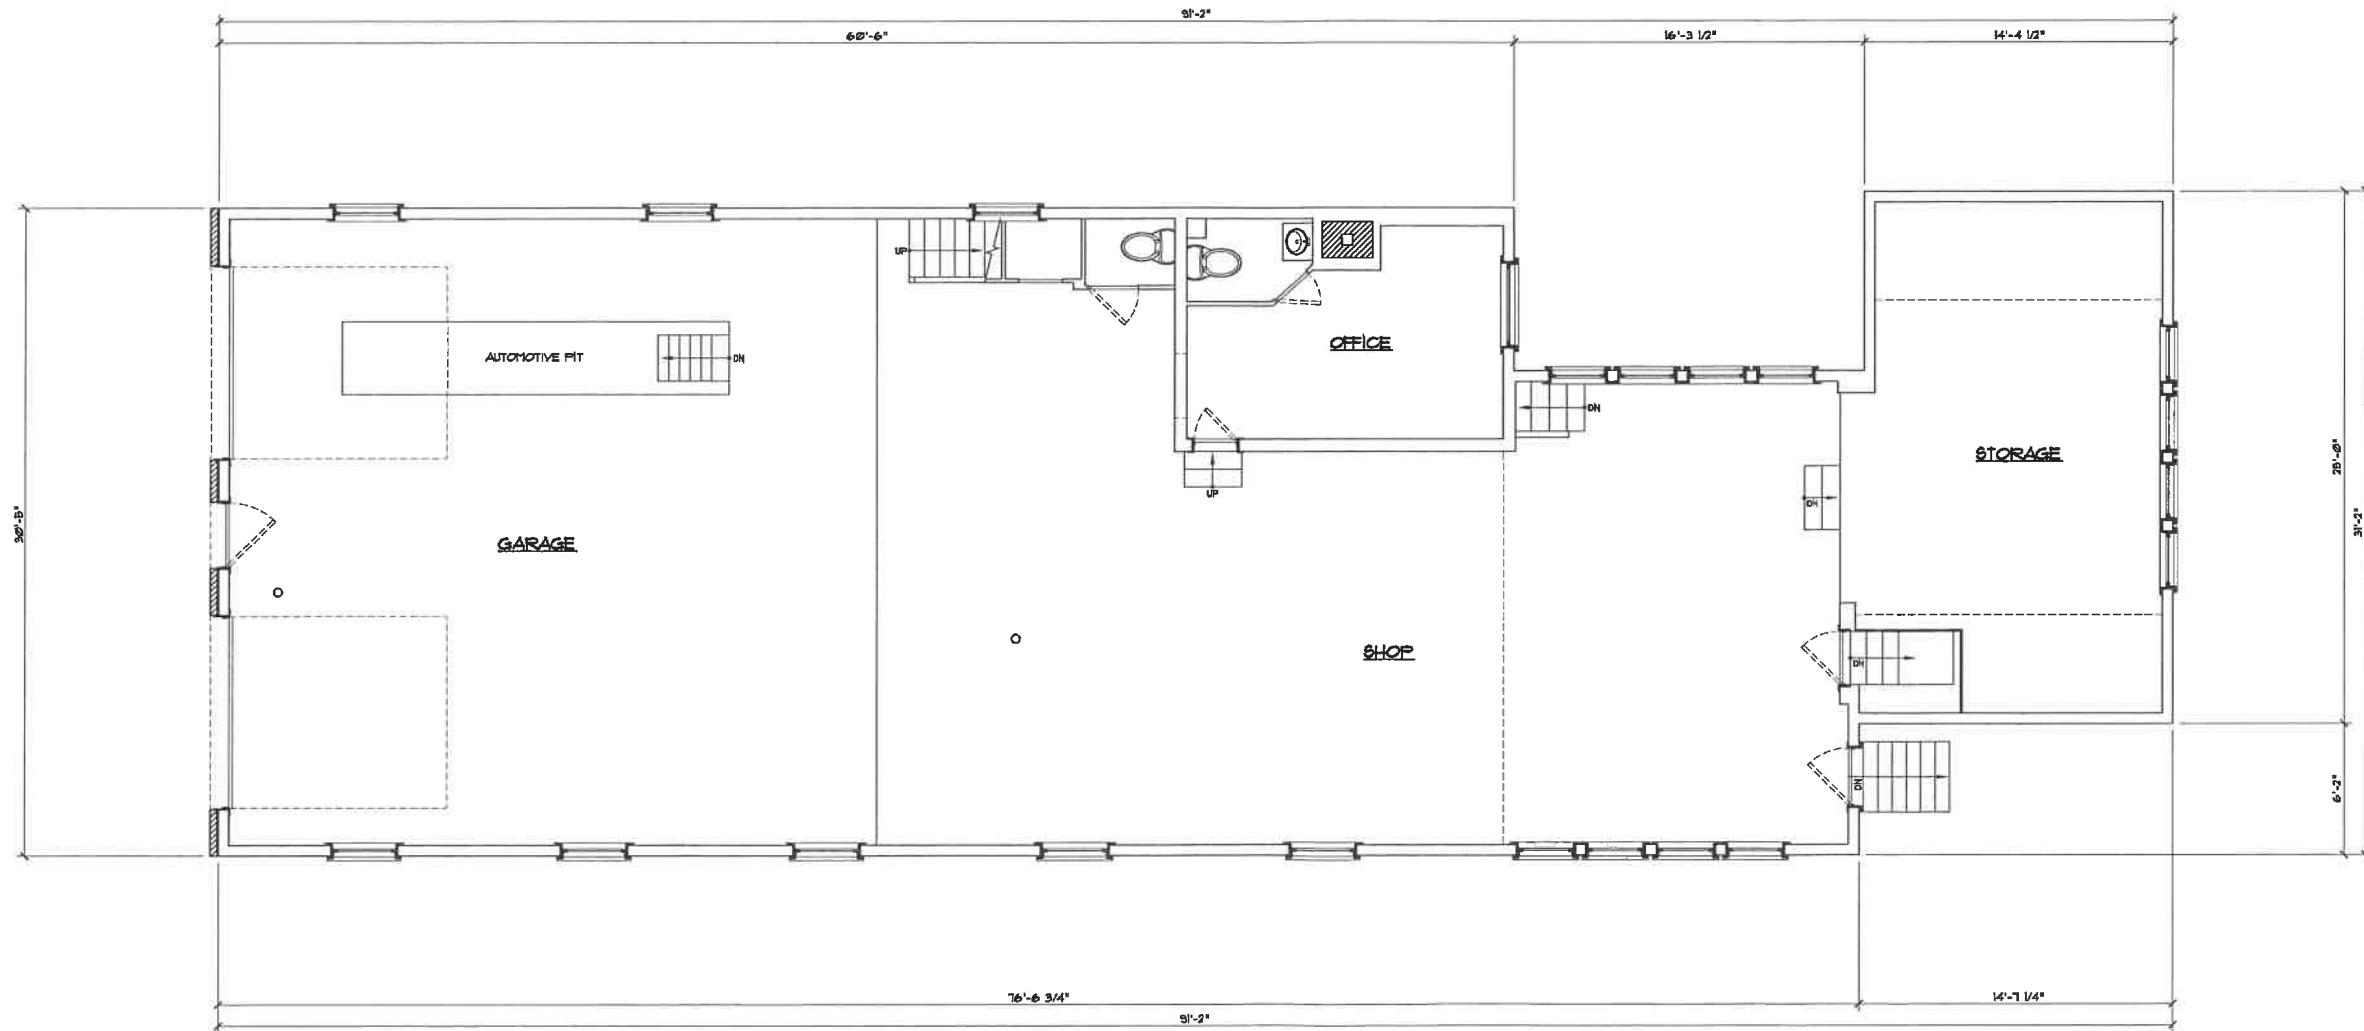 91'-2"
60'-6"
16'-3 1/2"
14'-4 1/2"
UP
OFFICE
AUTOMOTIVE PIT
DN
DN
STORAGE
25'-0"
UP
DN
30'-5"
31'-2"
GARAGE
SHOP
DN
DN
6'-2"
76'-6 3/4"
14'-7 1/4"
91'-2"